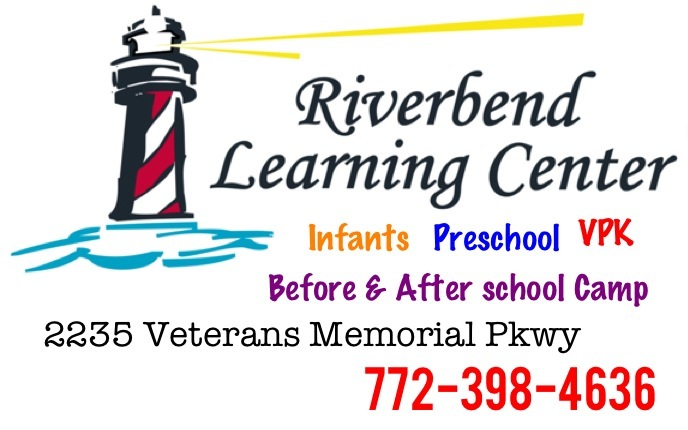 Riverbend
Learning Center
Infants Preschool VPK
Before & After school Camp
2235 Veterans Memorial Pkwy
772-398-4636